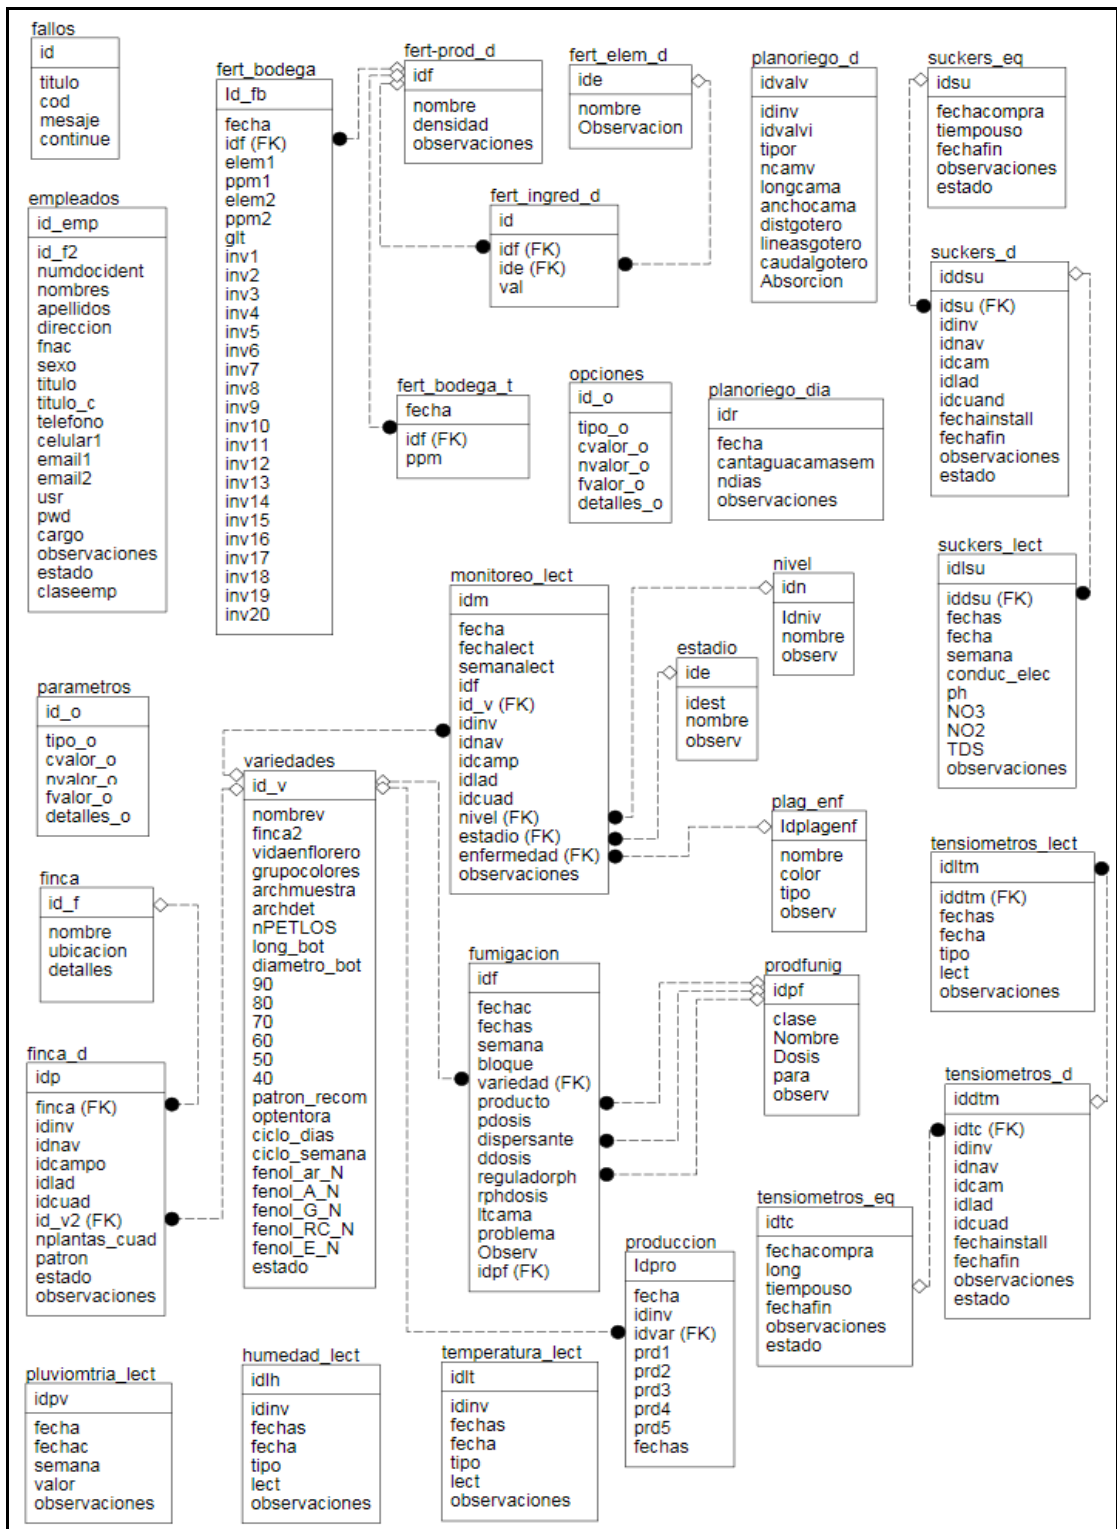 fallos
id
titulo
cod
mesaje
continue
empleados
id_emp
id_f2
numdocident
nombres
apellidos
direccion
fnac
sexo
titulo
titulo_c
telefono
celular1
email1
email2
usr
pwd
cargo
observaciones
estado
claseemp
fert_bodega
Id_fb
fecha
idf (FK)
elem1
ppm1
elem2
ppm2
glt
inv1
inv2
inv3
inv4
inv5
inv6
inv7
inv8
inv9
inv10
inv11
inv12
inv13
inv14
inv15
inv16
inv17
inv18
inv19
inv20
fert-prod_d
idf
nombre
densidad
observaciones
fert_elem_d
ide
nombre
Observacion
fert_ingred_d
id
idf (FK)
ide (FK)
val
fert_bodega_t
fecha
idf (FK)
ppm
planoriego_d
idvalv
idinv
idvalvi
tipor
ncamv
longcama
anchocama
distgotero
lineasgotero
caudalgotero
Absorcion
suckers_eq
idsu
fechacompra
tiempouso
fechafin
observaciones
estado
suckers_d
iddsu
idsu (FK)
idinv
idnav
idcam
idlad
idcuand
fechainstall
fechafin
observaciones
estado
opciones
id_o
tipo_o
cvalor_o
nvalor_o
fvalor_o
detalles_o
planoriego_dia
idr
fecha
cantaguacamasem
ndias
observaciones
suckers_lect
idlsu
iddsu (FK)
fechas
fecha
semana
conduc_elec
ph
NO3
NO2
TDS
observaciones
monitoreo_lect
idm
fecha
fechalect
semanalect
idf
id_v (FK)
idinv
idnav
idcamp
idlad
idcuad
nivel (FK)
estadio (FK)
enfermedad (FK)
observaciones
nivel
idn
Idniv
nombre
observ
estadio
ide
idest
nombre
observ
plag_enf
Idplagenf
nombre
color
tipo
observ
parametros
id_o
tipo_o
cvalor_o
nvalor_o
fvalor_o
detalles_o
variedades
id_v
nombrev
finca2
vidaenflorero
grupocolores
archmuestra
archdet
nPETLOS
long_bot
diametro_bot
90
80
70
60
50
40
patron_recom
optentora
ciclo_dias
ciclo_semana
fenol_ar_N
fenol_A_N
fenol_G_N
fenol_RC_N
fenol_E_N
estado
finca
id_f
nombre
ubicacion
detalles
finca_d
idp
finca (FK)
idinv
idnav
idcampo
idlad
idcuad
id_v2 (FK)
nplantas_cuad
patron
estado
observaciones
fumigacion
idf
fechac
fechas
semana
bloque
variedad (FK)
producto
pdosis
dispersante
ddosis
reguladorph
rphdosis
ltcama
problema
Observ
idpf (FK)
prodfunig
idpf
clase
Nombre
Dosis
para
observ
tensiometros_lect
idltm
iddtm (FK)
fechas
fecha
tipo
lect
observaciones
tensiometros_d
iddtm
idtc (FK)
idinv
idnav
idcam
idlad
idcuad
fechainstall
fechafin
observaciones
estado
tensiometros_eq
idtc
fechacompra
long
tiempouso
fechafin
observaciones
estado
produccion
Idpro
fecha
idinv
idvar (FK)
prd1
prd2
prd3
prd4
prd5
fechas
pluviomtria_lect
idpv
fecha
fechac
semana
valor
observaciones
humedad_lect
idlh
idinv
fechas
fecha
tipo
lect
observaciones
temperatura_lect
idlt
idinv
fechas
fecha
tipo
lect
observaciones